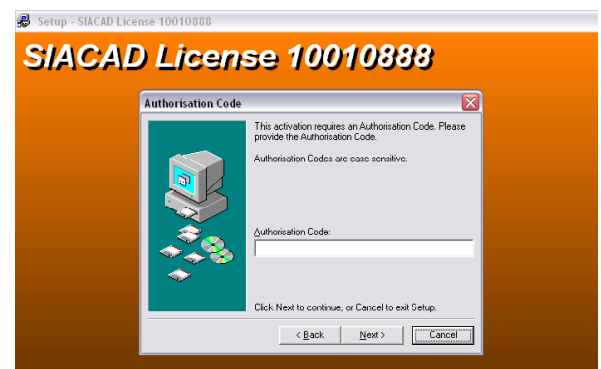 Setup - SIACAD License 10010888
SIACAD License 10010888
Authorisation Code
This activation requires an Authorisation Code. Please
provide the Authorisation Code.
Authorisation Codes are case sensitive.
Authorisation Code:
Click Next to continue, or Cancel to exit Setup.
< Back Next > Cancel